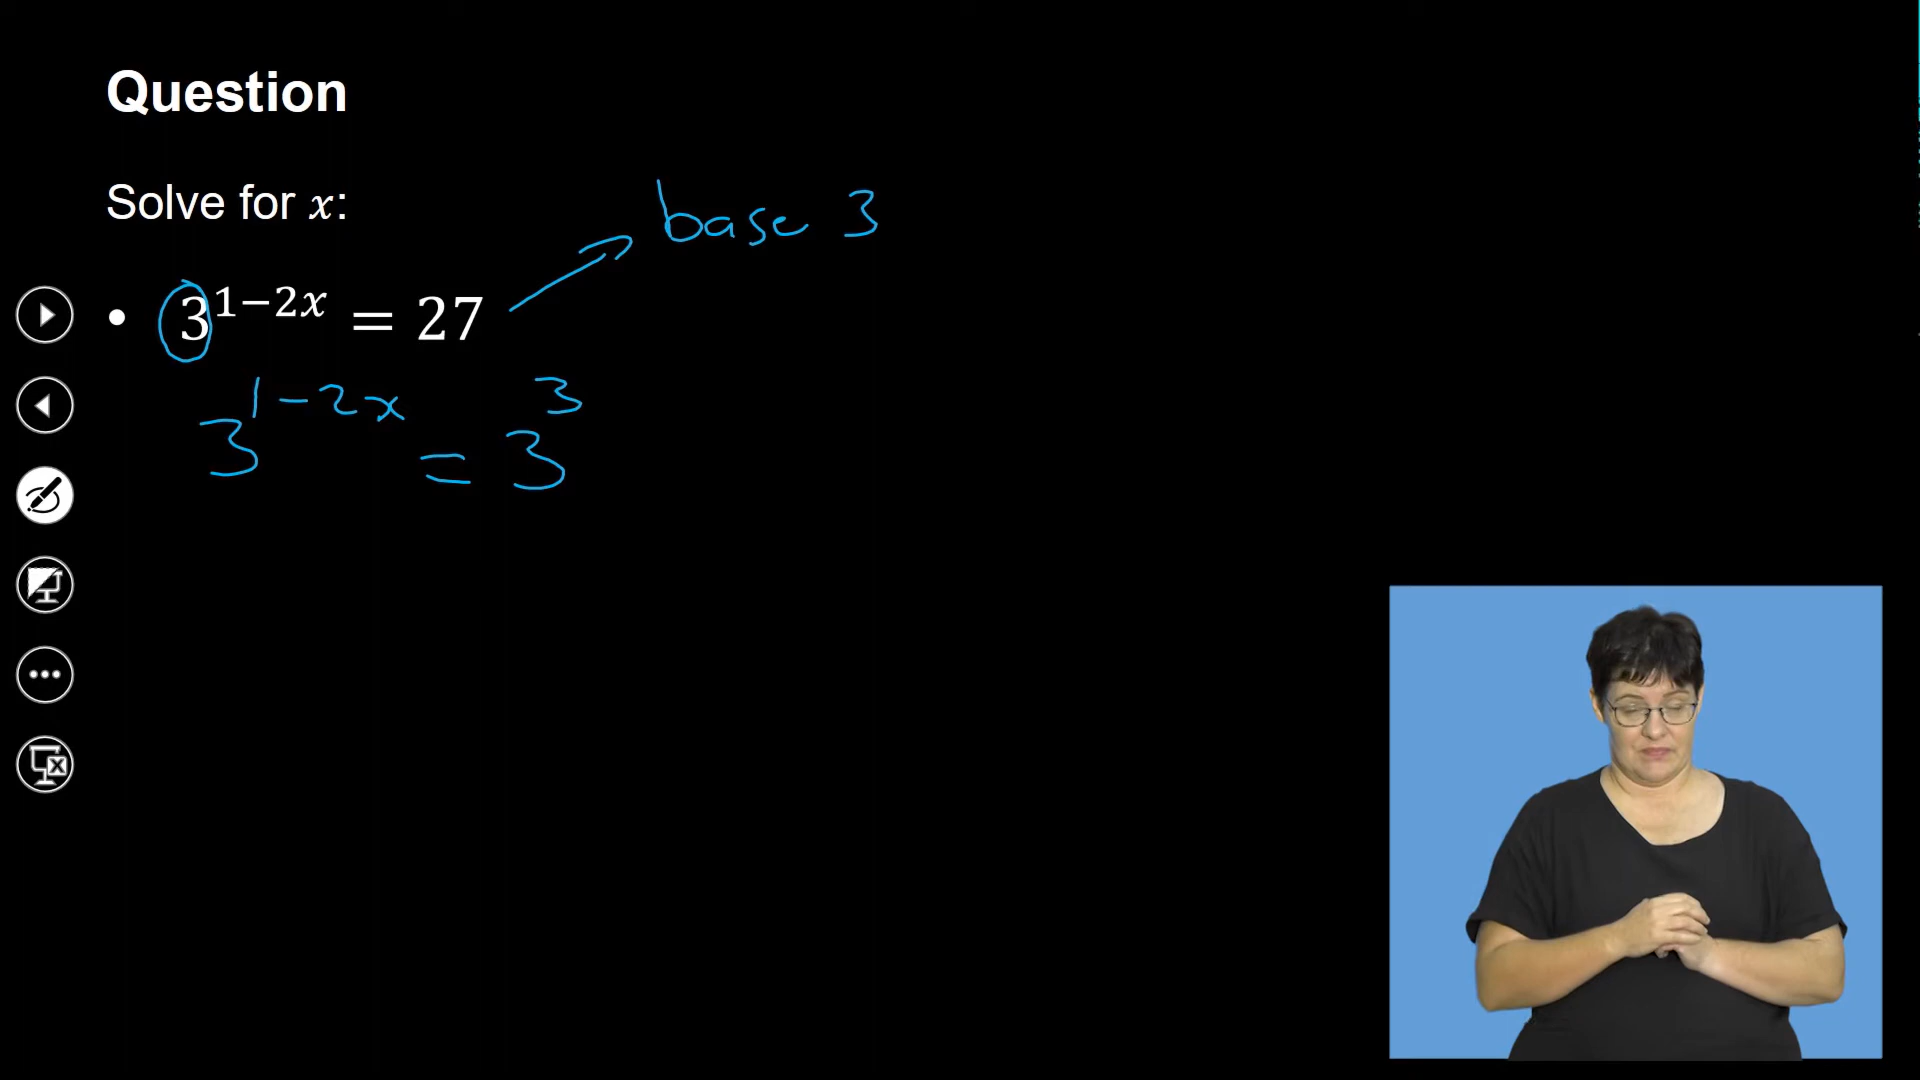 Question
Solve for x:
base 3
• 3^{1−2x} = 27
3^{1−2x} = 3^{3}